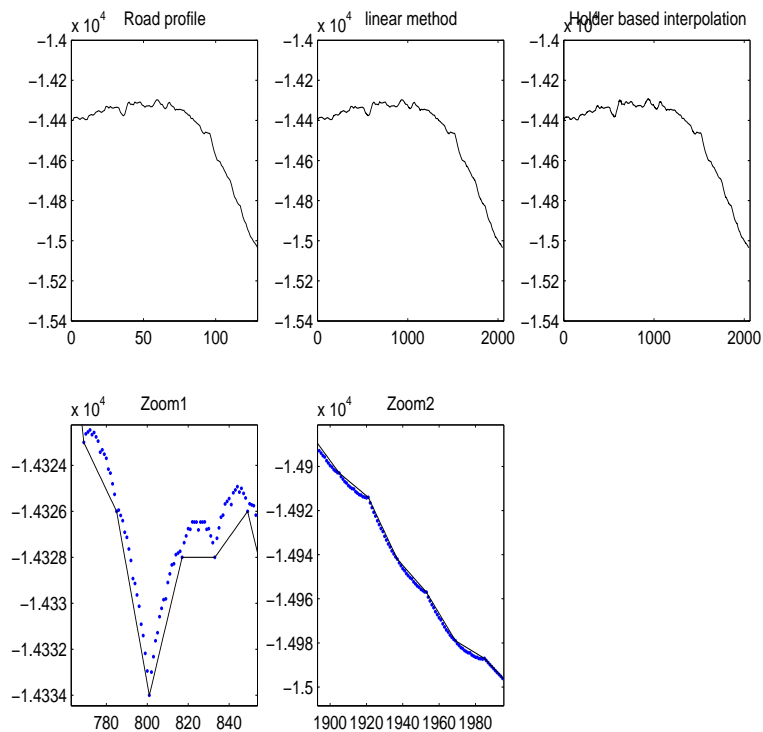 Road profile
x 10^4
−1.4
−1.42
−1.44
−1.46
−1.48
−1.5
−1.52
−1.54
0 50 100
linear method
x 10^4
−1.4
−1.42
−1.44
−1.46
−1.48
−1.5
−1.52
−1.54
0 1000 2000
Holder based interpolation
x 10^4
−1.4
−1.42
−1.44
−1.46
−1.48
−1.5
−1.52
−1.54
0 1000 2000
Zoom1
x 10^4
−1.4324
−1.4326
−1.4328
−1.433
−1.4332
−1.4334
780 800 820 840
Zoom2
x 10^4
−1.49
−1.492
−1.494
−1.496
−1.498
−1.5
1900 1920 1940 1960 1980